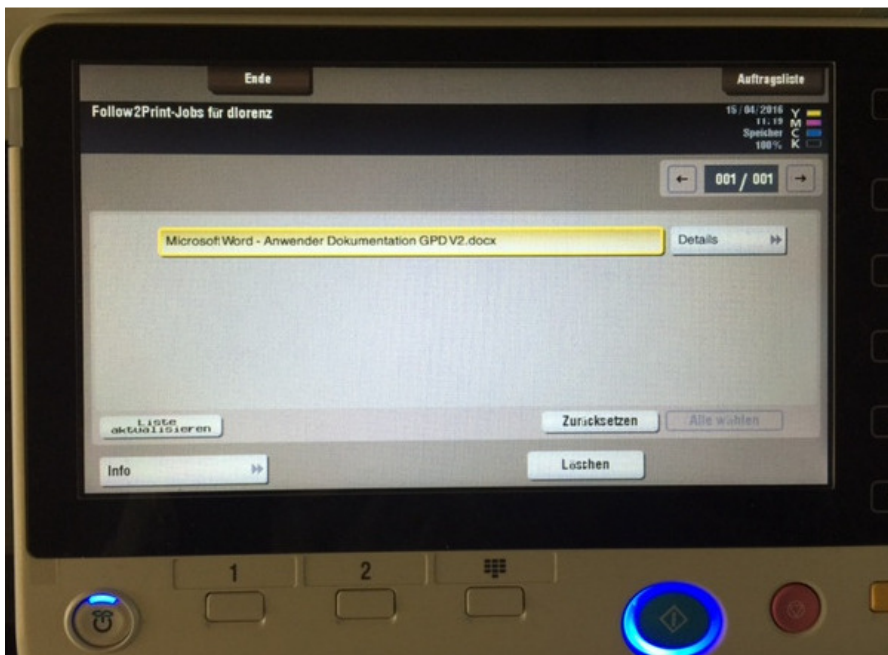 Ende
Auftragsliste
Follow2Print-Jobs für dlorenz
15/04/2016
11:19
Speicher
100%
Y
M
C
K
← 001 / 001 →
Microsoft Word - Anwender Dokumentation GPD V2.docx
Details
Liste
aktualisieren
Zurücksetzen
Alle wählen
Info
Löschen
1
2